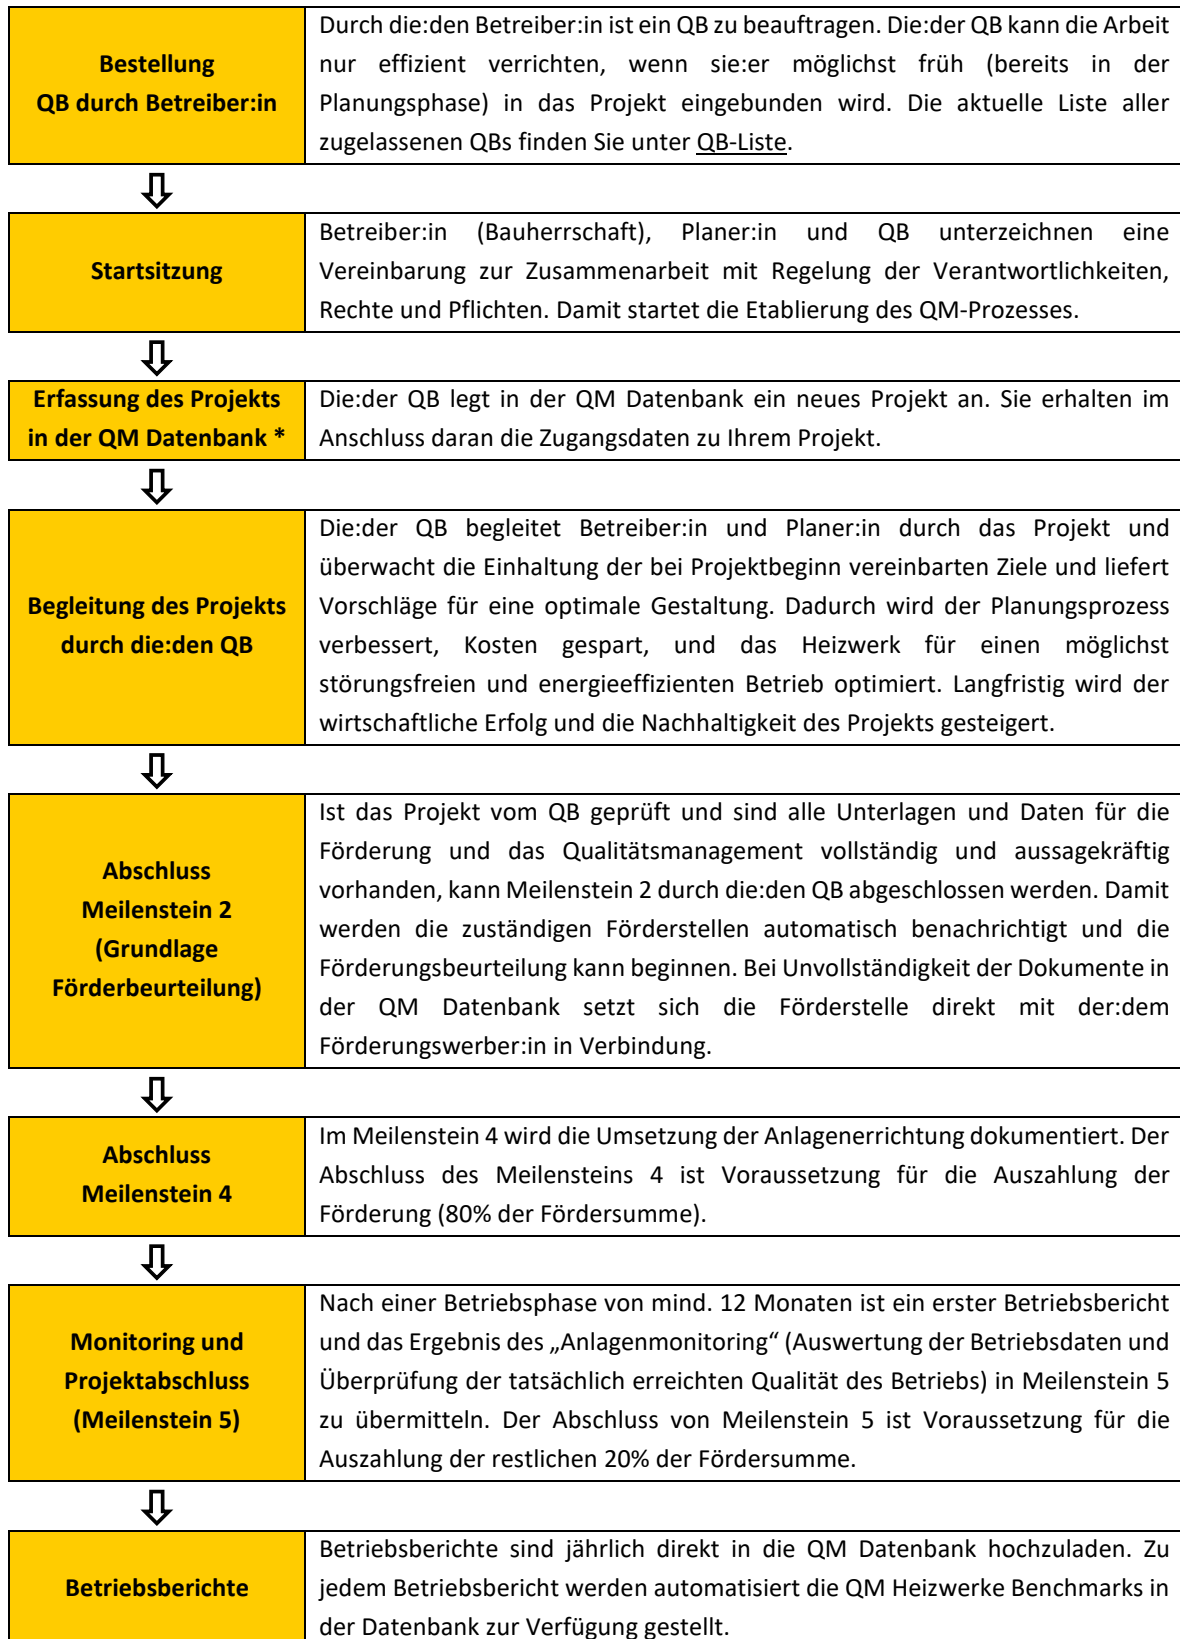 Bestellung
QB durch Betreiber:in
Durch die:den Betreiber:in ist ein QB zu beauftragen. Die:der QB kann die Arbeit
nur effizient verrichten, wenn sie:er möglichst früh (bereits in der
Planungsphase) in das Projekt eingebunden wird. Die aktuelle Liste aller
zugelassenen QBs finden Sie unter QB-Liste.
Startsitzung
Betreiber:in (Bauherrschaft), Planer:in und QB unterzeichnen eine
Vereinbarung zur Zusammenarbeit mit Regelung der Verantwortlichkeiten,
Rechte und Pflichten. Damit startet die Etablierung des QM-Prozesses.
Erfassung des Projekts
in der QM Datenbank *
Die:der QB legt in der QM Datenbank ein neues Projekt an. Sie erhalten im
Anschluss daran die Zugangsdaten zu Ihrem Projekt.
Begleitung des Projekts
durch die:den QB
Die:der QB begleitet Betreiber:in und Planer:in durch das Projekt und
überwacht die Einhaltung der bei Projektbeginn vereinbarten Ziele und liefert
Vorschläge für eine optimale Gestaltung. Dadurch wird der Planungsprozess
verbessert, Kosten gespart, und das Heizwerk für einen möglichst
störungsfreien und energieeffizienten Betrieb optimiert. Langfristig wird der
wirtschaftliche Erfolg und die Nachhaltigkeit des Projekts gesteigert.
Abschluss
Meilenstein 2
(Grundlage
Förderbeurteilung)
Ist das Projekt vom QB geprüft und sind alle Unterlagen und Daten für die
Förderung und das Qualitätsmanagement vollständig und aussagekräftig
vorhanden, kann Meilenstein 2 durch die:den QB abgeschlossen werden. Damit
werden die zuständigen Förderstellen automatisch benachrichtigt und die
Förderungsbeurteilung kann beginnen. Bei Unvollständigkeit der Dokumente in
der QM Datenbank setzt sich die Förderstelle direkt mit der:dem
Förderungswerber:in in Verbindung.
Abschluss
Meilenstein 4
Im Meilenstein 4 wird die Umsetzung der Anlagenerrichtung dokumentiert. Der
Abschluss des Meilensteins 4 ist Voraussetzung für die Auszahlung der
Förderung (80% der Fördersumme).
Monitoring und
Projektabschluss
(Meilenstein 5)
Nach einer Betriebsphase von mind. 12 Monaten ist ein erster Betriebsbericht
und das Ergebnis des „Anlagenmonitoring“ (Auswertung der Betriebsdaten und
Überprüfung der tatsächlich erreichten Qualität des Betriebs) in Meilenstein 5
zu übermitteln. Der Abschluss von Meilenstein 5 ist Voraussetzung für die
Auszahlung der restlichen 20% der Fördersumme.
Betriebsberichte
Betriebsberichte sind jährlich direkt in die QM Datenbank hochzuladen. Zu
jedem Betriebsbericht werden automatisiert die QM Heizwerke Benchmarks in
der Datenbank zur Verfügung gestellt.